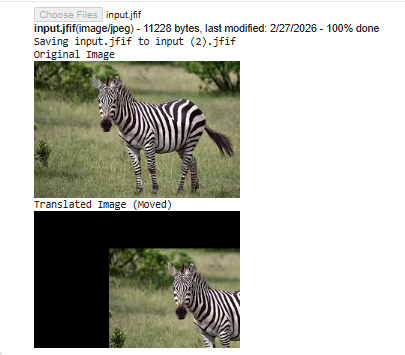 Choose Files input.jfif
input.jfif(image/jpeg) - 11228 bytes, last modified: 2/27/2026 - 100% done
Saving input.jfif to input (2).jfif
Original Image
Translated Image (Moved)